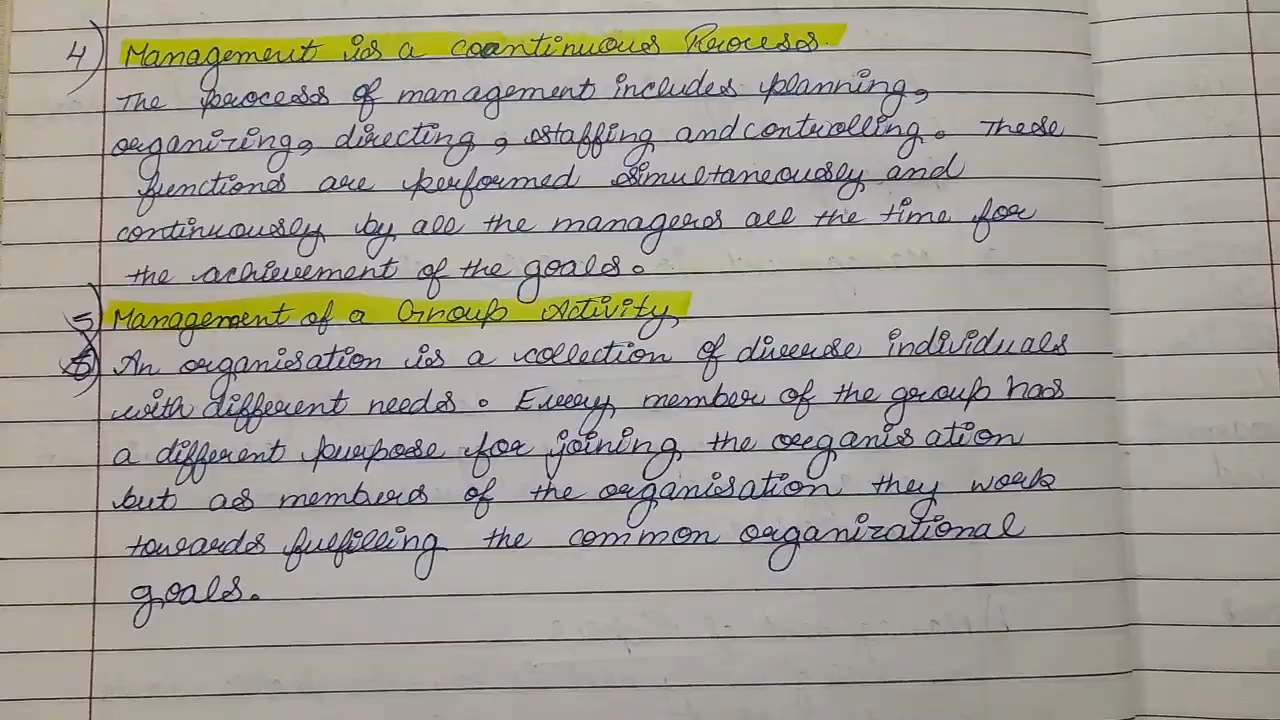 4) Management is a coontinuous Process.
The process of management includes planning,
organizing, directing, staffing and controlling. These
functions are performed simultaneously and
continuously by all the managers all the time for
the achievement of the goals.
5) Management of a Group Activity
An organisation is a collection of diverse individuals
with different needs. Every member of the group has
a different purpose for joining the organisation
but as members of the organisation they work
towards fulfilling the common organizational
goals.